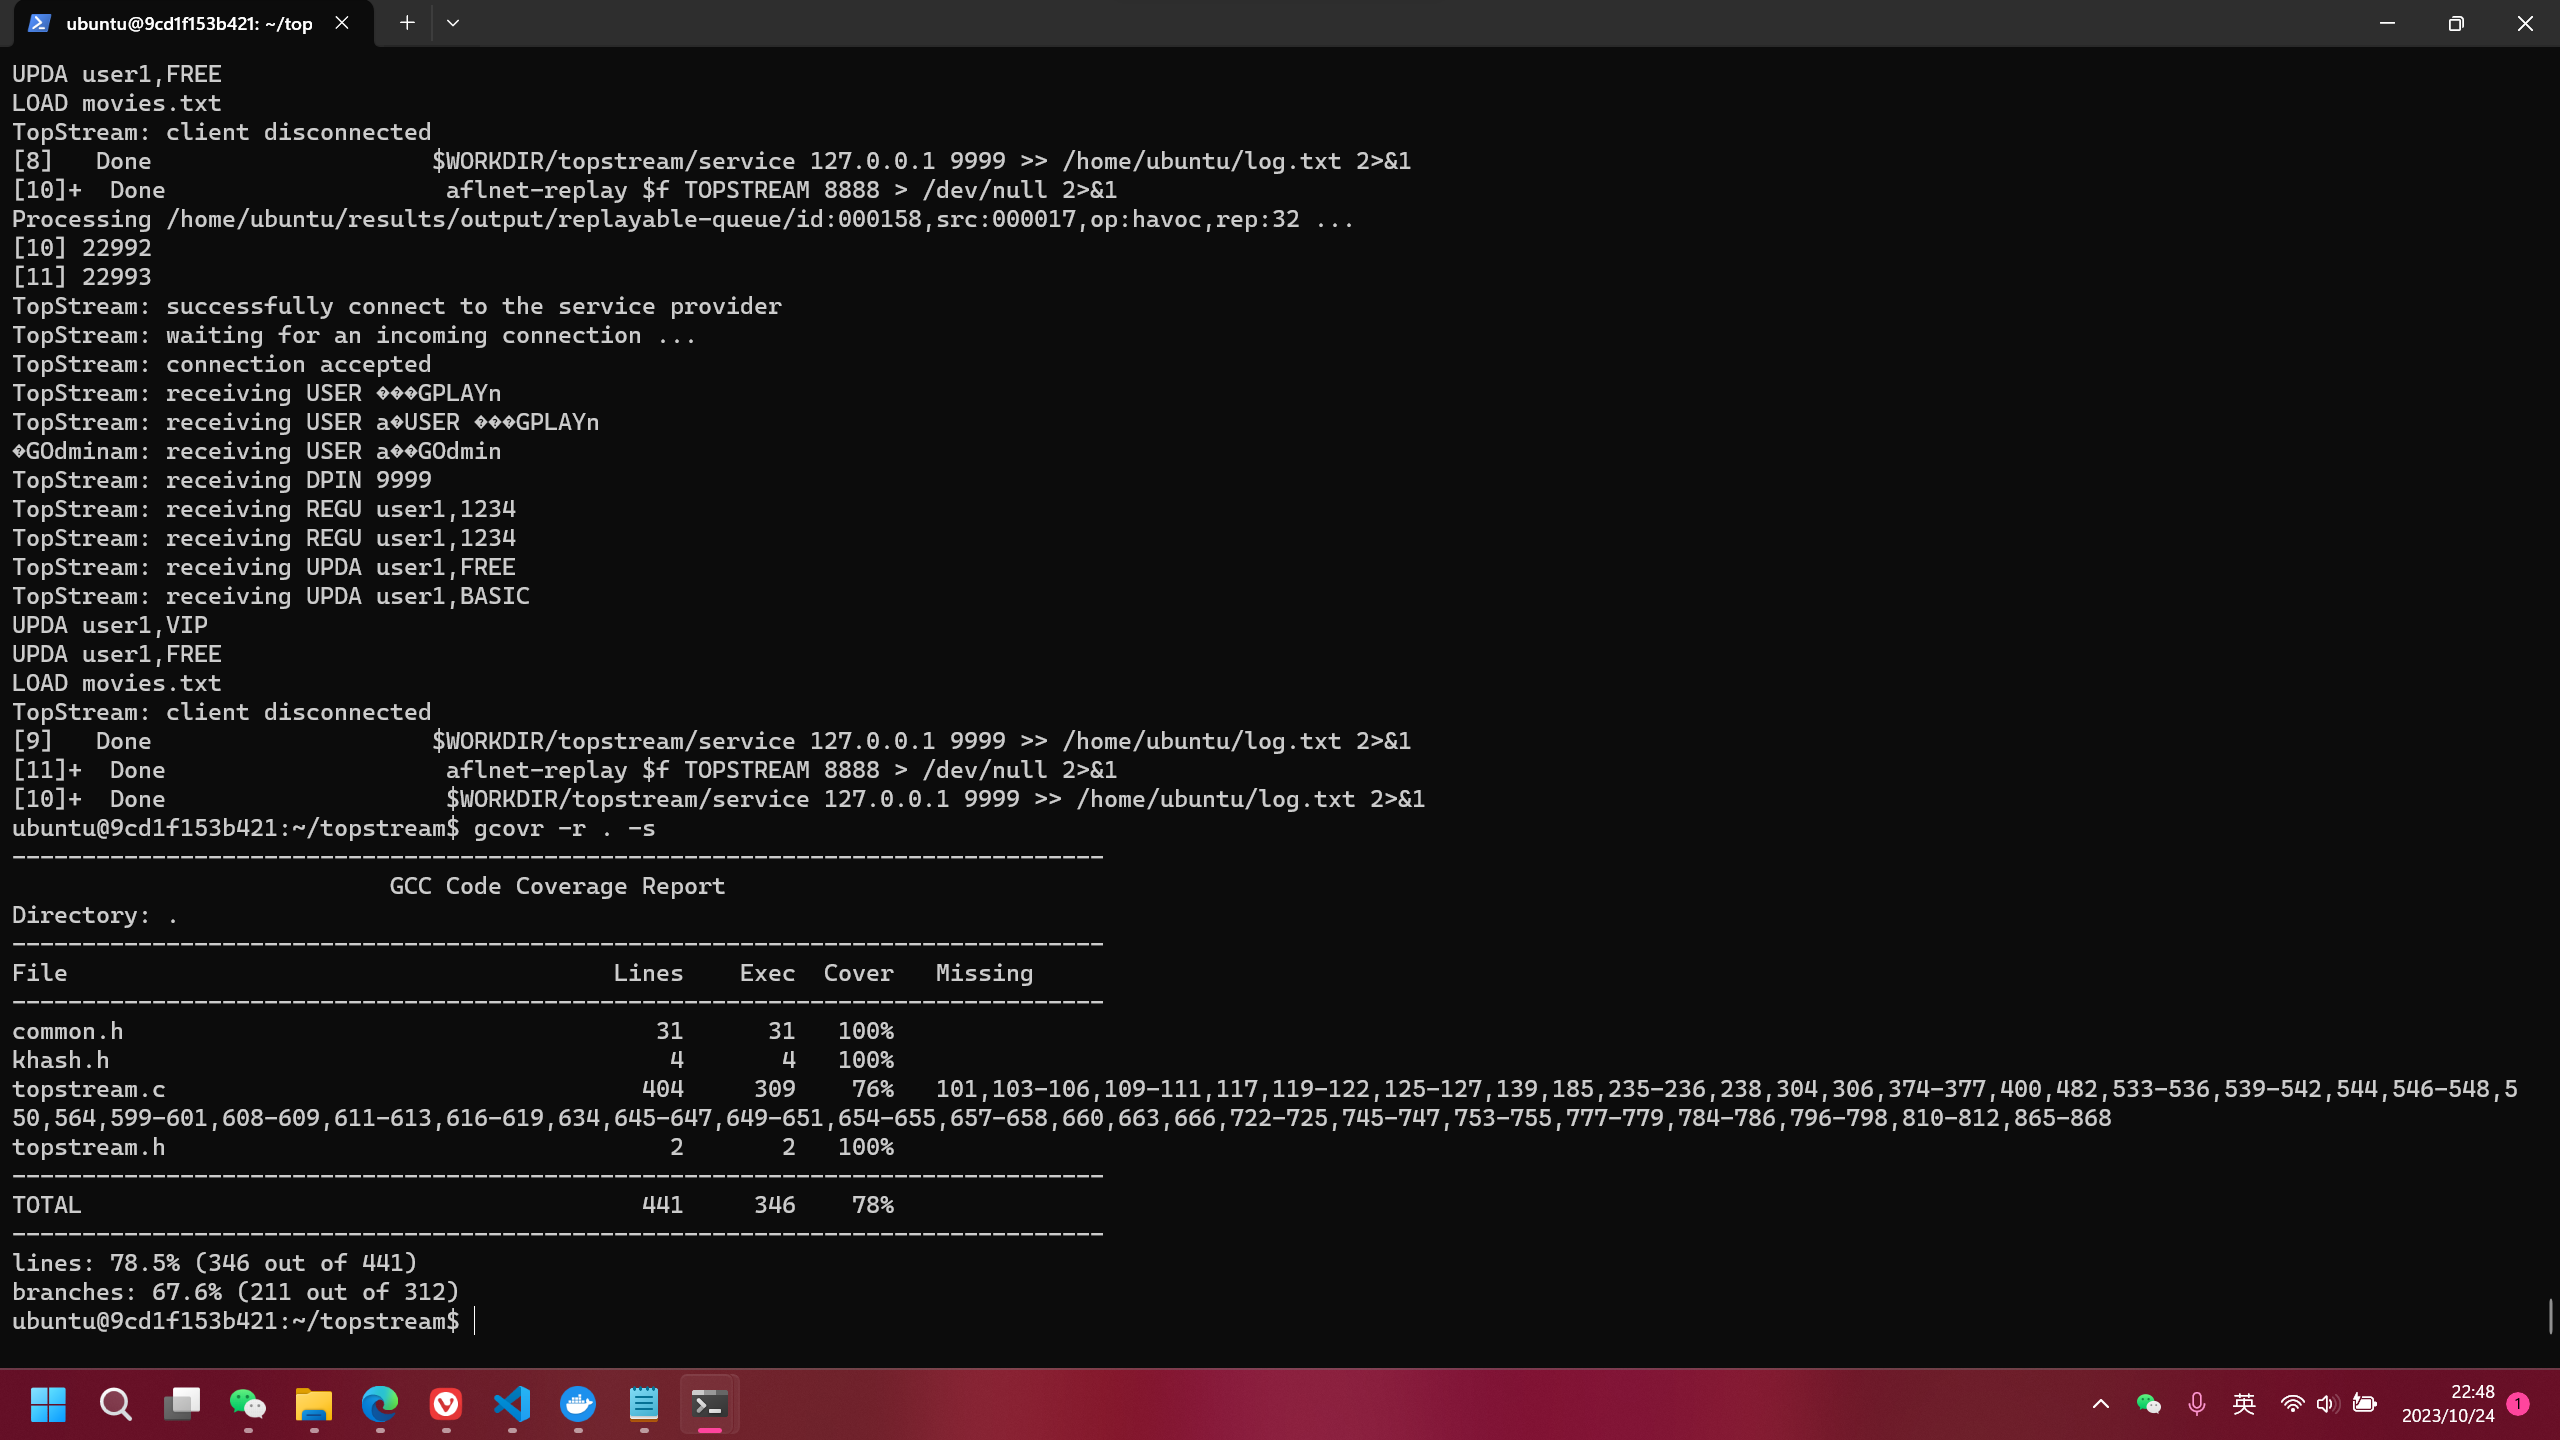 ubuntu@9cd1f153b421: ~/top
UPDA user1,FREE
LOAD movies.txt
TopStream: client disconnected
[8]   Done                    $WORKDIR/topstream/service 127.0.0.1 9999 >> /home/ubuntu/log.txt 2>&1
[10]+  Done                    aflnet-replay $f TOPSTREAM 8888 > /dev/null 2>&1
Processing /home/ubuntu/results/output/replayable-queue/id:000158,src:000017,op:havoc,rep:32 ...
[10] 22992
[11] 22993
TopStream: successfully connect to the service provider
TopStream: waiting for an incoming connection ...
TopStream: connection accepted
TopStream: receiving USER ���GPLAYn
TopStream: receiving USER a�USER ���GPLAYn
�GOdminam: receiving USER a��GOdmin
TopStream: receiving DPIN 9999
TopStream: receiving REGU user1,1234
TopStream: receiving REGU user1,1234
TopStream: receiving UPDA user1,FREE
TopStream: receiving UPDA user1,BASIC
UPDA user1,VIP
UPDA user1,FREE
LOAD movies.txt
TopStream: client disconnected
[9]   Done                    $WORKDIR/topstream/service 127.0.0.1 9999 >> /home/ubuntu/log.txt 2>&1
[11]+  Done                    aflnet-replay $f TOPSTREAM 8888 > /dev/null 2>&1
[10]+  Done                    $WORKDIR/topstream/service 127.0.0.1 9999 >> /home/ubuntu/log.txt 2>&1
ubuntu@9cd1f153b421:~/topstream$ gcovr -r . -s
------------------------------------------------------------------------------
                           GCC Code Coverage Report
Directory: .
------------------------------------------------------------------------------
File                                       Lines    Exec  Cover   Missing
------------------------------------------------------------------------------
common.h                                      31      31   100%
khash.h                                        4       4   100%
topstream.c                                  404     309    76%   101,103-106,109-111,117,119-122,125-127,139,185,235-236,238,304,306,374-377,400,482,533-536,539-542,544,546-548,5
50,564,599-601,608-609,611-613,616-619,634,645-647,649-651,654-655,657-658,660,663,666,722-725,745-747,753-755,777-779,784-786,796-798,810-812,865-868
topstream.h                                    2       2   100%
------------------------------------------------------------------------------
TOTAL                                        441     346    78%
------------------------------------------------------------------------------
lines: 78.5% (346 out of 441)
branches: 67.6% (211 out of 312)
ubuntu@9cd1f153b421:~/topstream$
英
22:48
2023/10/24
1